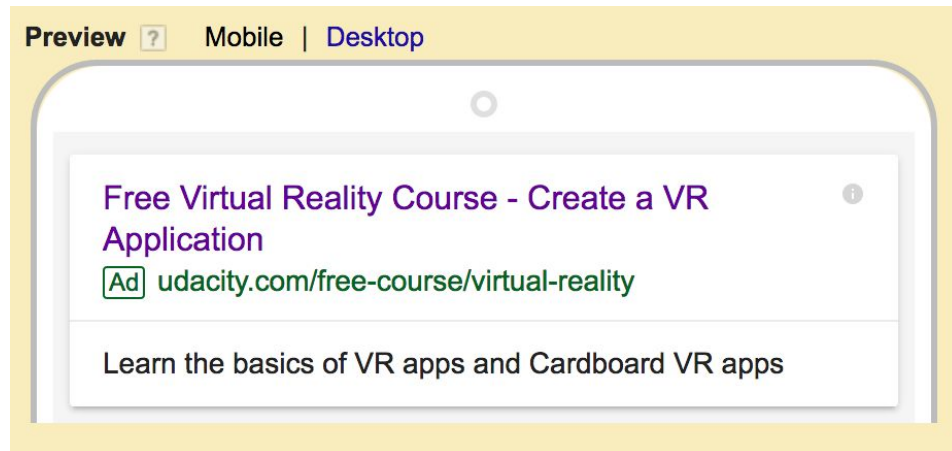 Preview ? Mobile | Desktop
Free Virtual Reality Course - Create a VR
Application
Ad udacity.com/free-course/virtual-reality
Learn the basics of VR apps and Cardboard VR apps